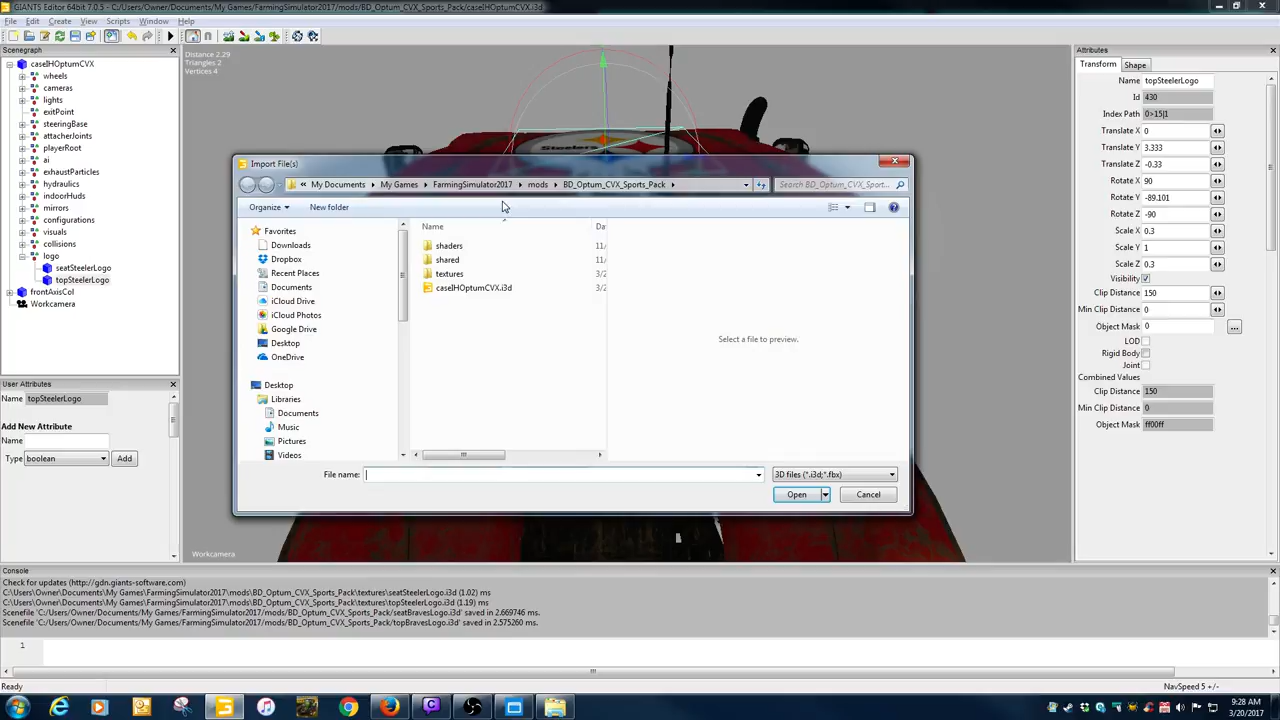 GIANTS Editor 64bit 7.0.5 - C:/Users/Owner/Documents/My Games/FarmingSimulator2017/mods/BD_Optum_CVX_Sports_Pack/caseIHOptumCVX.i3d
File Edit Create View Scripts Window Help
Scenegraph
caseIHOptumCVX
wheels
cameras
lights
exitPoint
steeringBase
attacherJoints
playerRoot
ai
exhaustParticles
hydraulics
indoorHuds
mirrors
configurations
visuals
collisions
logo
seatSteelerLogo
topSteelerLogo
frontAxisCol
Workcamera
User Attributes
Name topSteelerLogo
Add New Attribute
Name
Type boolean Add
Distance 2.29
Triangles 2
Vertices 4
Steelers
Import File(s)
« My Documents My Games FarmingSimulator2017 mods BD_Optum_CVX_Sports_Pack
Search BD_Optum_CVX_Sport...
Organize New folder
Favorites
Downloads
Dropbox
Recent Places
Documents
iCloud Drive
iCloud Photos
Google Drive
Desktop
OneDrive
Desktop
Libraries
Documents
Music
Pictures
Videos
Name Da
shaders 11/
shared 11/
textures 3/2
caseIHOptumCVX.i3d 3/2
Select a file to preview.
File name: 3D files (*.i3d;*.fbx)
Open Cancel
Workcamera
Attributes
Transform Shape
Name topSteelerLogo
Id 430
Index Path 0>15|1
Translate X 0
Translate Y 3.333
Translate Z -0.33
Rotate X 90
Rotate Y -89.101
Rotate Z -90
Scale X 0.3
Scale Y 1
Scale Z 0.3
Visibility
Clip Distance 150
Min Clip Distance 0
Object Mask 0 ...
LOD
Rigid Body
Joint
Combined Values
Clip Distance 150
Min Clip Distance 0
Object Mask ff00ff
Console
Check for updates (http://gdn.giants-software.com)
C:\Users\Owner\Documents\My Games\FarmingSimulator2017\mods\BD_Optum_CVX_Sports_Pack\textures\seatSteelerLogo.i3d (1.02) ms
C:\Users\Owner\Documents\My Games\FarmingSimulator2017\mods\BD_Optum_CVX_Sports_Pack\textures\topSteelerLogo.i3d (1.19) ms
Scenefile 'C:/Users/Owner/Documents/My Games/FarmingSimulator2017/mods/BD_Optum_CVX_Sports_Pack/seatBravesLogo.i3d' saved in 2.669746 ms.
Scenefile 'C:/Users/Owner/Documents/My Games/FarmingSimulator2017/mods/BD_Optum_CVX_Sports_Pack/topBravesLogo.i3d' saved in 2.575260 ms.
1
Ready NavSpeed 5 +/-
9:28 AM
3/20/2017